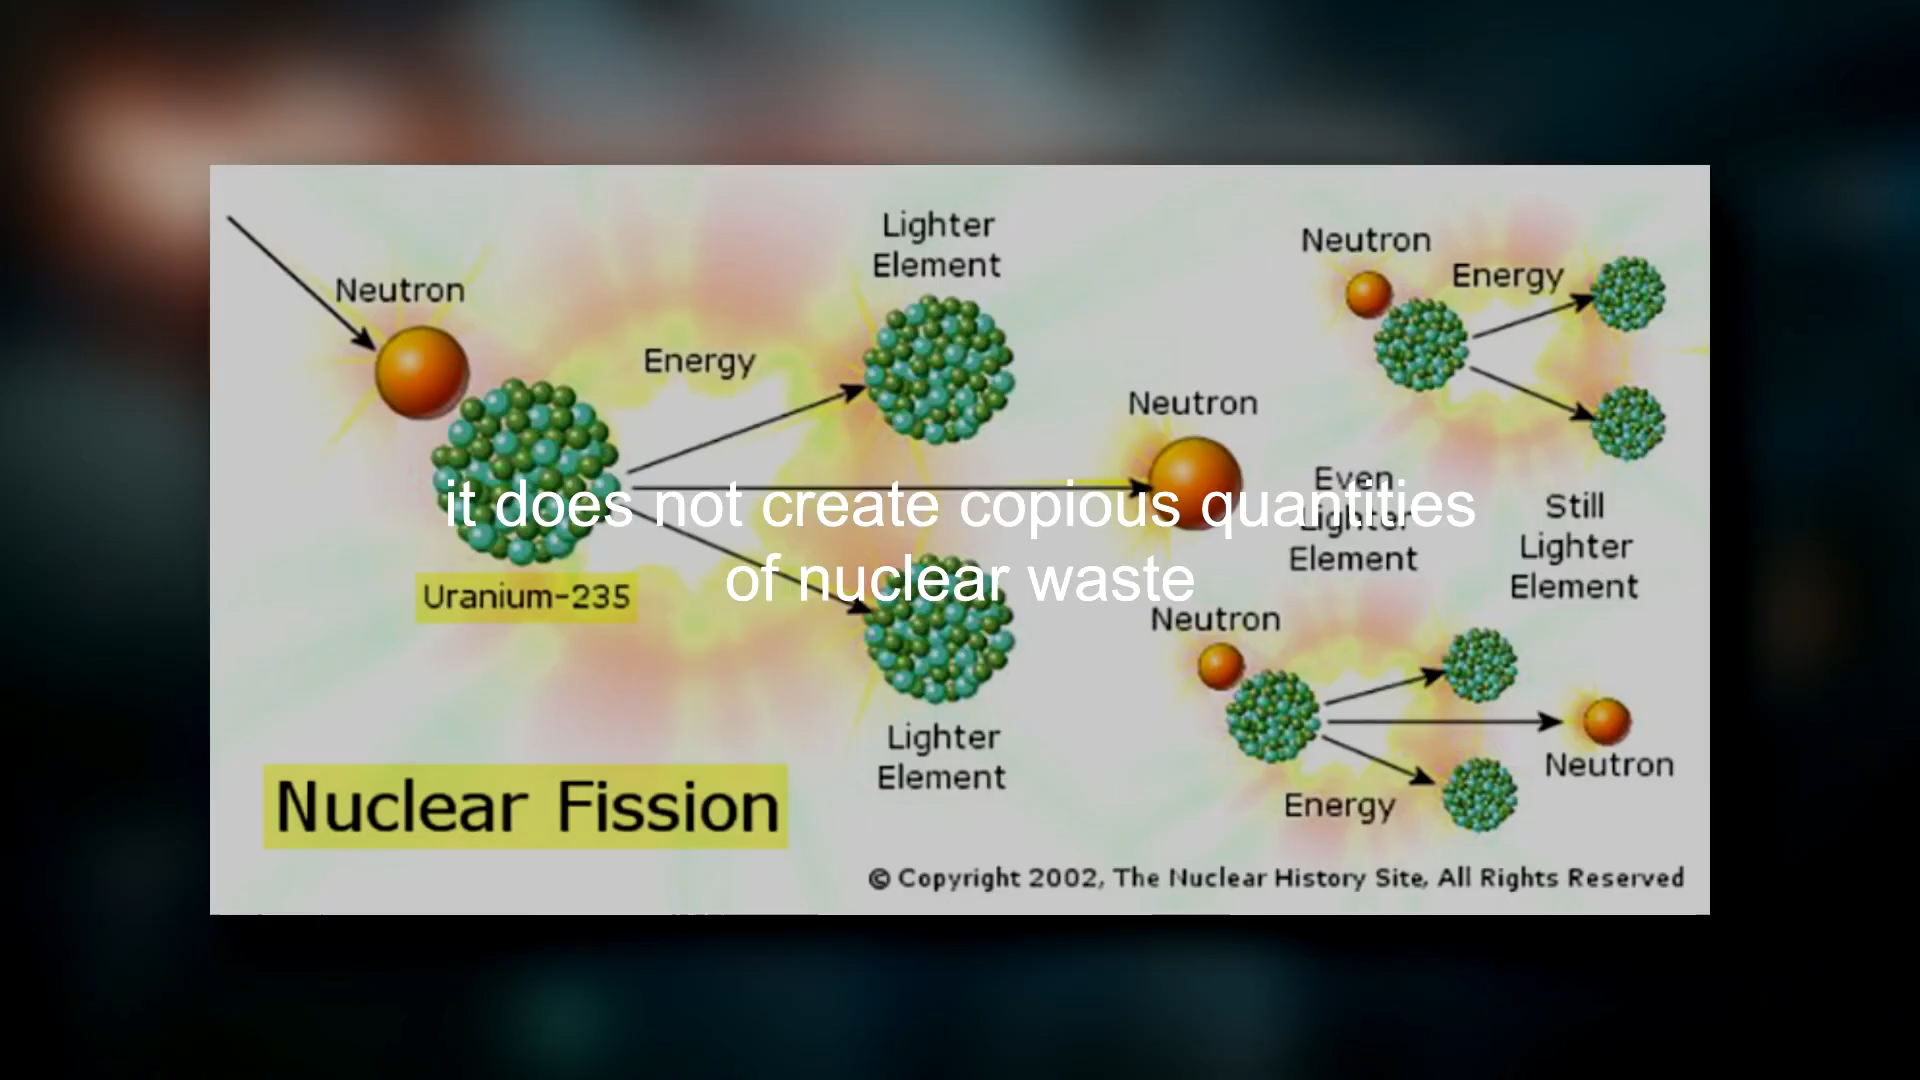 Neutron
Uranium-235
Energy
Lighter
Element
Lighter
Element
Neutron
Neutron
Energy
Even
Lighter
Element
Still
Lighter
Element
Neutron
Energy
Neutron
it does not create copious quantities
of nuclear waste
Nuclear Fission
© Copyright 2002, The Nuclear History Site, All Rights Reserved